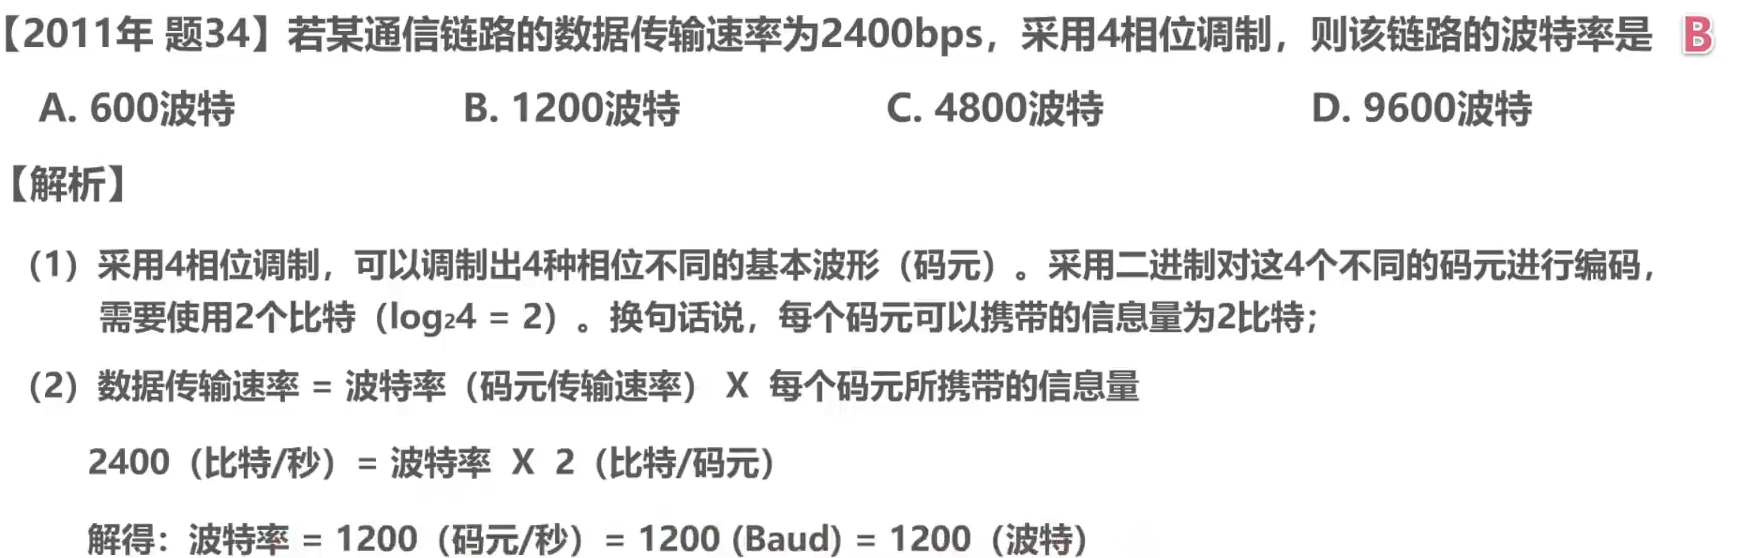 【2011年 题34】若某通信链路的数据传输速率为2400bps，采用4相位调制，则该链路的波特率是 B
A. 600波特 B. 1200波特 C. 4800波特 D. 9600波特
【解析】
（1）采用4相位调制，可以调制出4种相位不同的基本波形（码元）。采用二进制对这4个不同的码元进行编码，
需要使用2个比特（log₂4 = 2）。换句话说，每个码元可以携带的信息量为2比特；
（2）数据传输速率 = 波特率（码元传输速率） X 每个码元所携带的信息量
2400（比特/秒）= 波特率 X 2（比特/码元）
解得：波特率 = 1200（码元/秒）= 1200 (Baud) = 1200（波特）